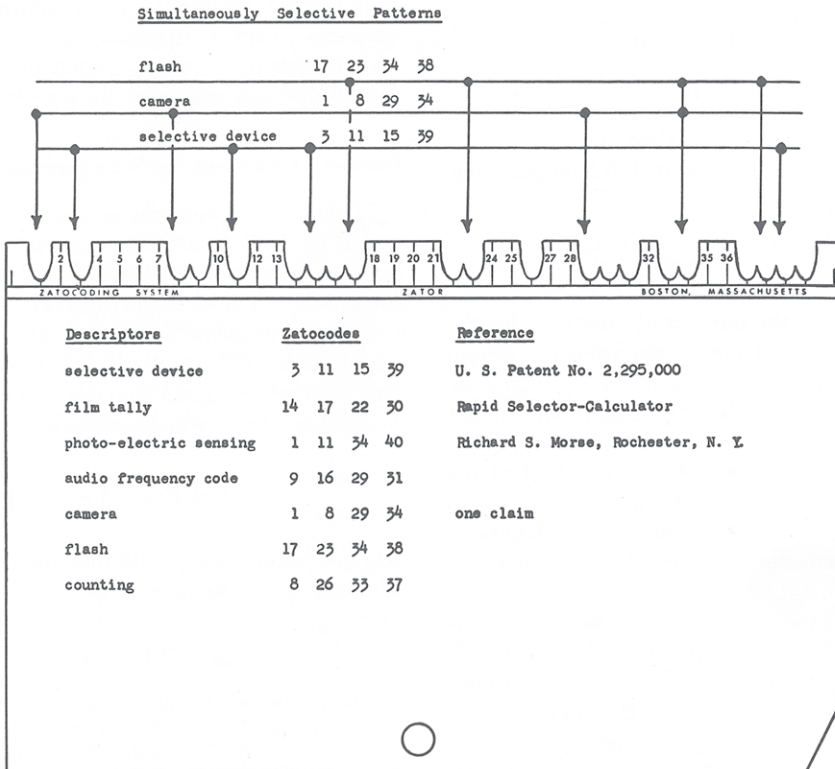 Simultaneously Selective Patterns
flash 17 23 34 38
camera 1 8 29 34
selective device 3 11 15 39
2 4 5 6 7 10 12 13 18 19 20 21 24 25 27 28 32 35 36
ZATOCODING SYSTEM ZATOR BOSTON, MASSACHUSETTS
Descriptors Zatocodes Reference
selective device 3 11 15 39 U. S. Patent No. 2,295,000
film tally 14 17 22 30 Rapid Selector-Calculator
photo-electric sensing 1 11 34 40 Richard S. Morse, Rochester, N. Y.
audio frequency code 9 16 29 31
camera 1 8 29 34 one claim
flash 17 23 34 38
counting 8 26 33 37